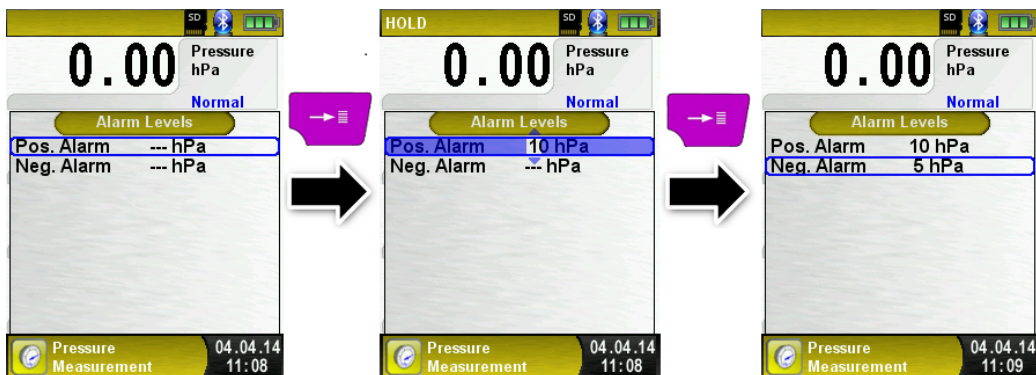 SD
0.00 Pressure
hPa
Normal
Alarm Levels
Pos. Alarm --- hPa
Neg. Alarm --- hPa
Pressure 04.04.14
Measurement 11:08
HOLD SD
0.00 Pressure
hPa
Normal
Alarm Levels
Pos. Alarm 10 hPa
Neg. Alarm --- hPa
Pressure 04.04.14
Measurement 11:08
SD
0.00 Pressure
hPa
Normal
Alarm Levels
Pos. Alarm 10 hPa
Neg. Alarm 5 hPa
Pressure 04.04.14
Measurement 11:09